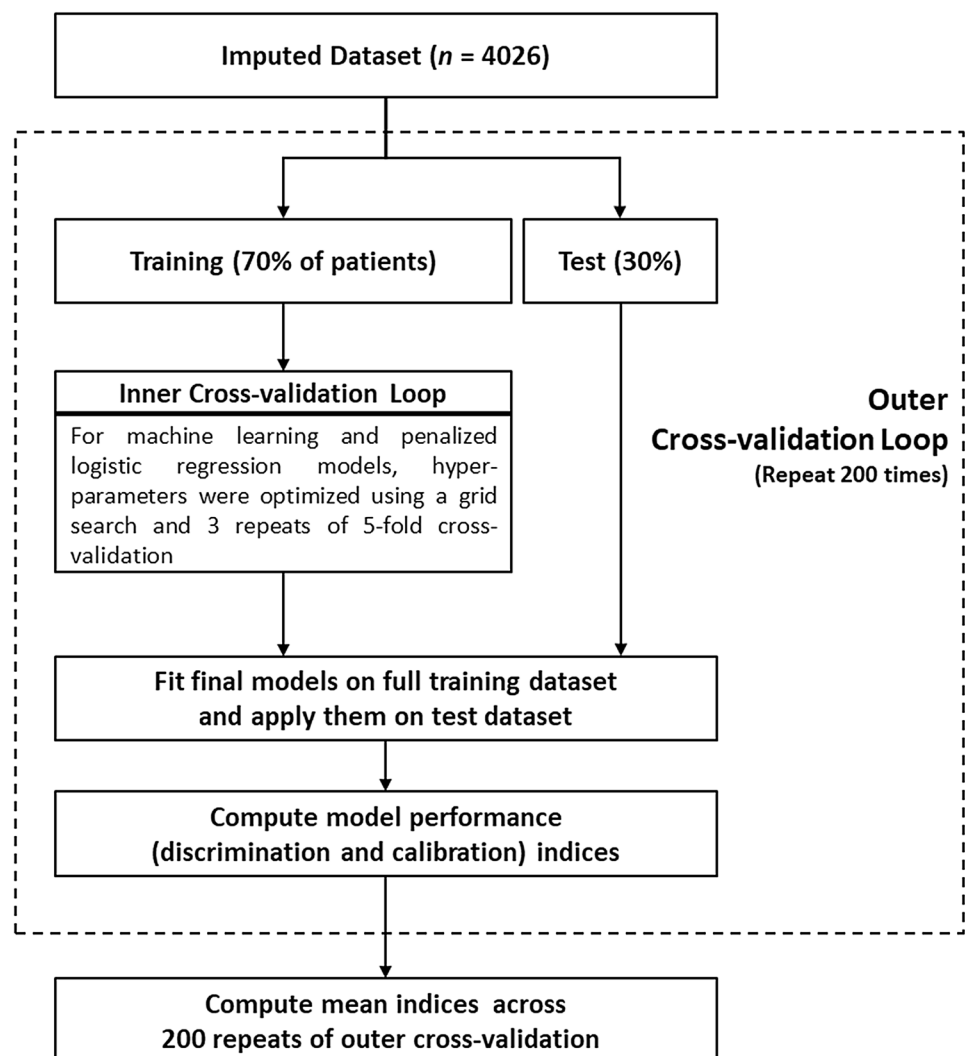 Imputed Dataset (n = 4026)
Training (70% of patients)
Test (30%)
Inner Cross-validation Loop
For machine learning and penalized
logistic regression models, hyper-
parameters were optimized using a grid
search and 3 repeats of 5-fold cross-
validation
Outer
Cross-validation Loop
(Repeat 200 times)
Fit final models on full training dataset
and apply them on test dataset
Compute model performance
(discrimination and calibration) indices
Compute mean indices across
200 repeats of outer cross-validation